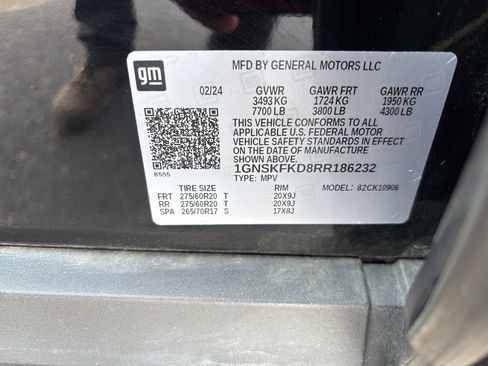 gm
MFD BY GENERAL MOTORS LLC
02/24 GVWR GAWR FRT GAWR RR
3493 KG 1724 KG 1950 KG
7700 LB 3800 LB 4300 LB
THIS VEHICLE CONFORMS TO ALL
APPLICABLE U.S. FEDERAL MOTOR
VEHICLE SAFETY STANDARDS IN EFFECT
ON THE DATE OF MANUFACTURE SHOWN ABOVE.
1GNSKFKD8RR186232
8555 TYPE: MPV MODEL: 82CK10906
TIRE SIZE RIM
FRT 275/60R20 T 20X9J
RR 275/60R20 T 20X9J
SPA 265/70R17 S 17X8J